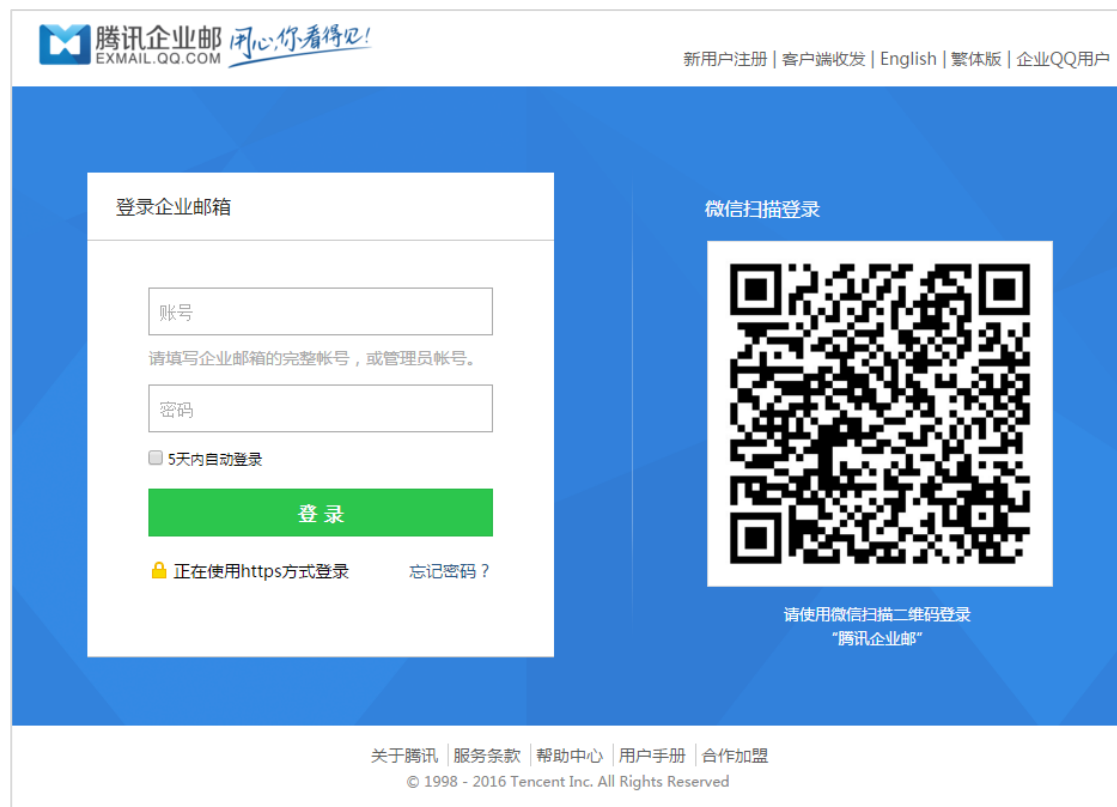 腾讯企业邮 用心,你看得见!
EXMAIL.QQ.COM
新用户注册 | 客户端收发 | English | 繁体版 | 企业QQ用户
登录企业邮箱
账号
请填写企业邮箱的完整帐号，或管理员帐号。
密码
5天内自动登录
登 录
正在使用https方式登录 忘记密码？
微信扫描登录
请使用微信扫描二维码登录
“腾讯企业邮”
关于腾讯 | 服务条款 | 帮助中心 | 用户手册 | 合作加盟
© 1998 - 2016 Tencent Inc. All Rights Reserved